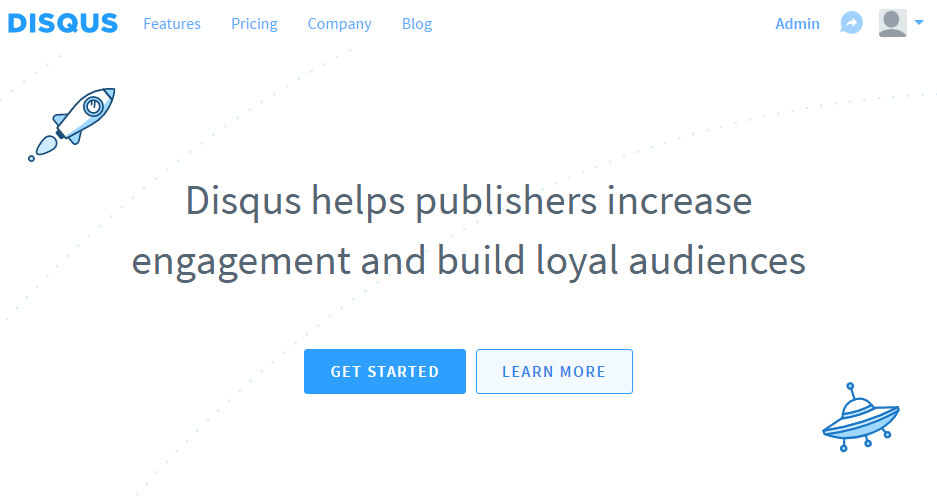 DISQUS Features Pricing Company Blog Admin
Disqus helps publishers increase
engagement and build loyal audiences
GET STARTED LEARN MORE